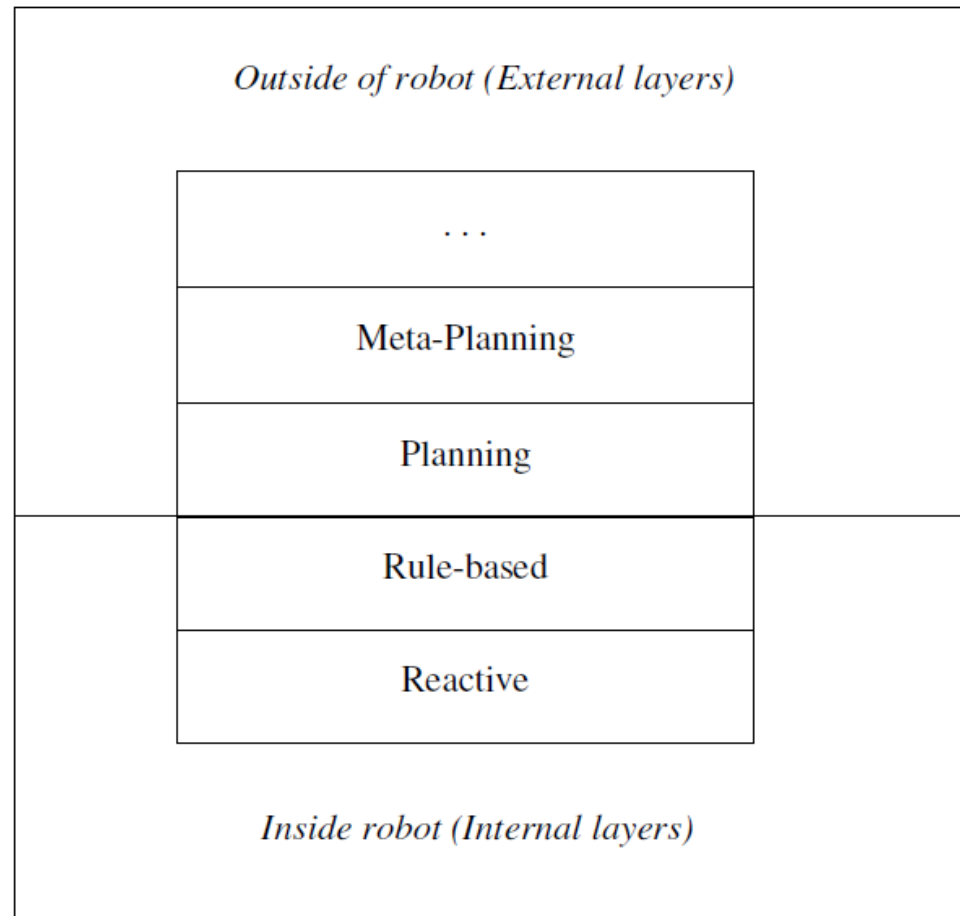 Outside of robot (External layers)
. . .
Meta-Planning
Planning
Rule-based
Reactive
Inside robot (Internal layers)